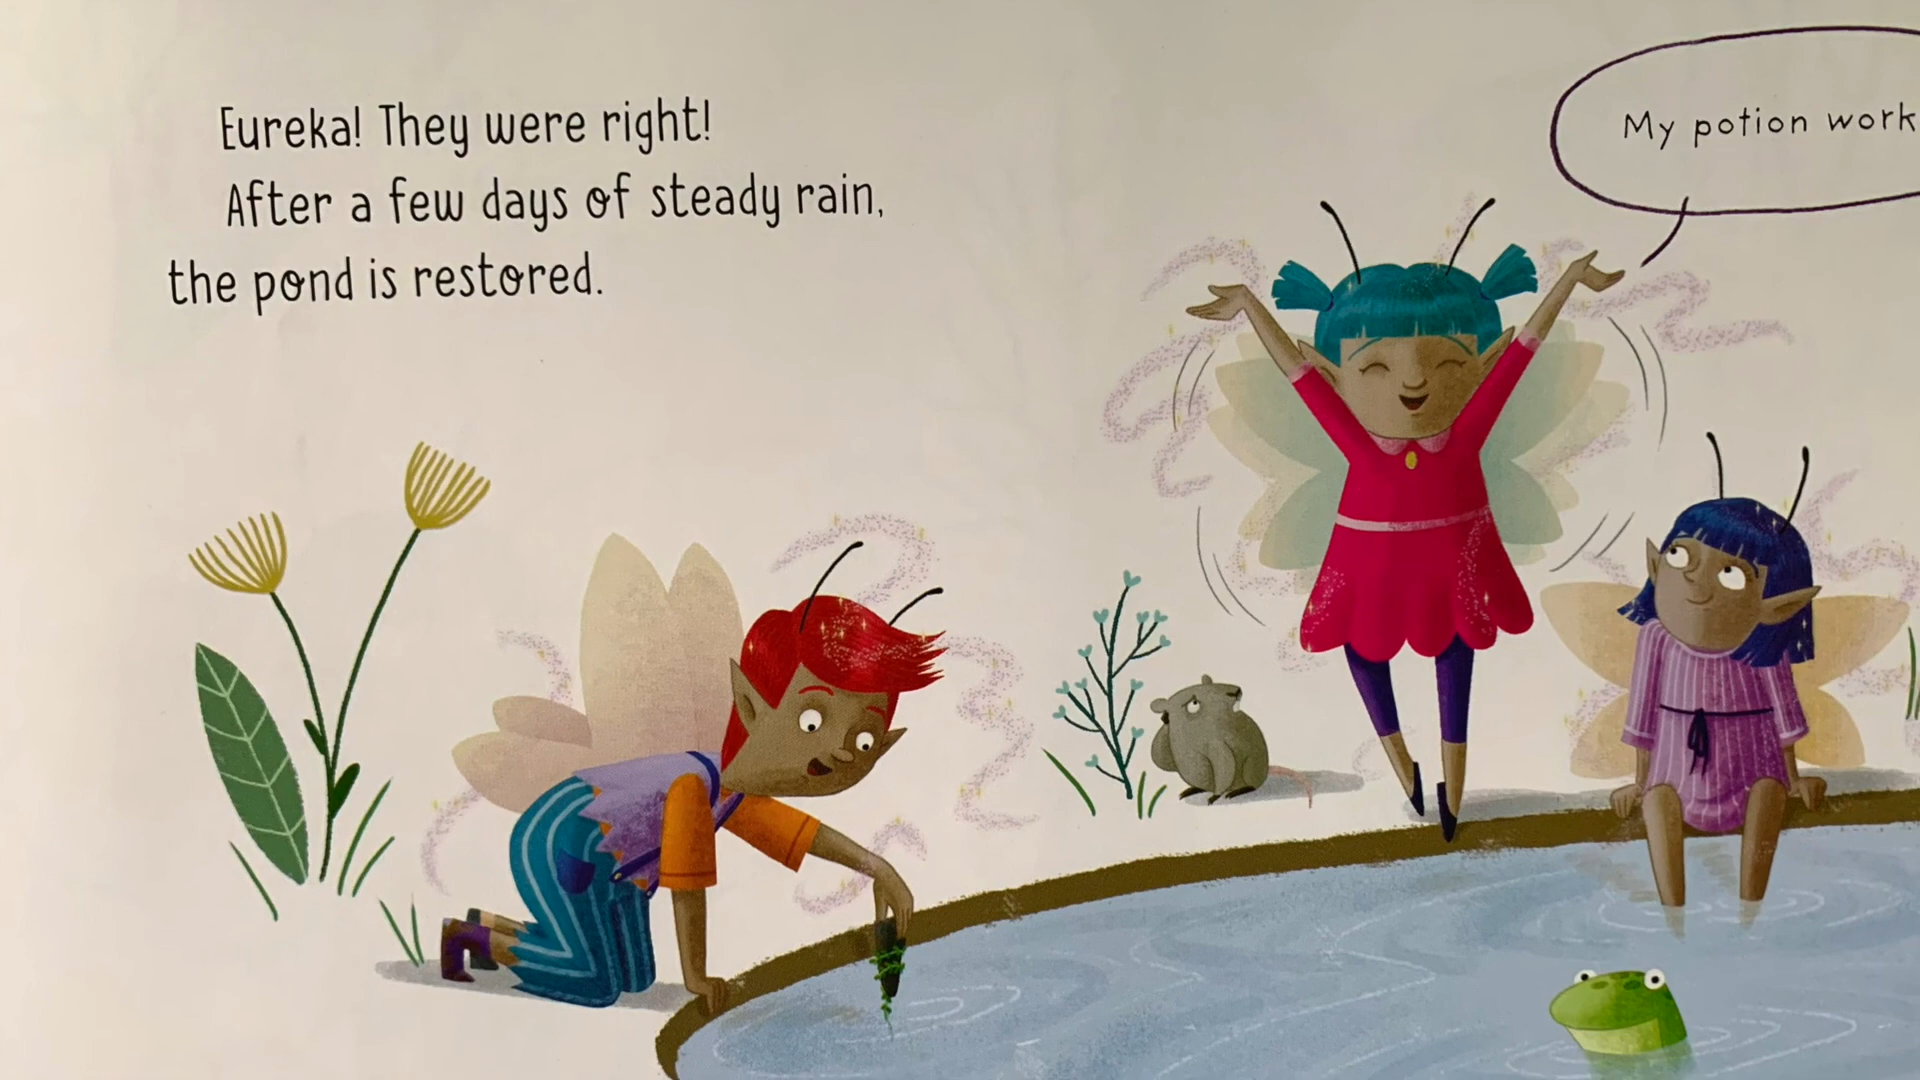 Eureka! They were right!
After a few days of steady rain,
the pond is restored.
My potion work